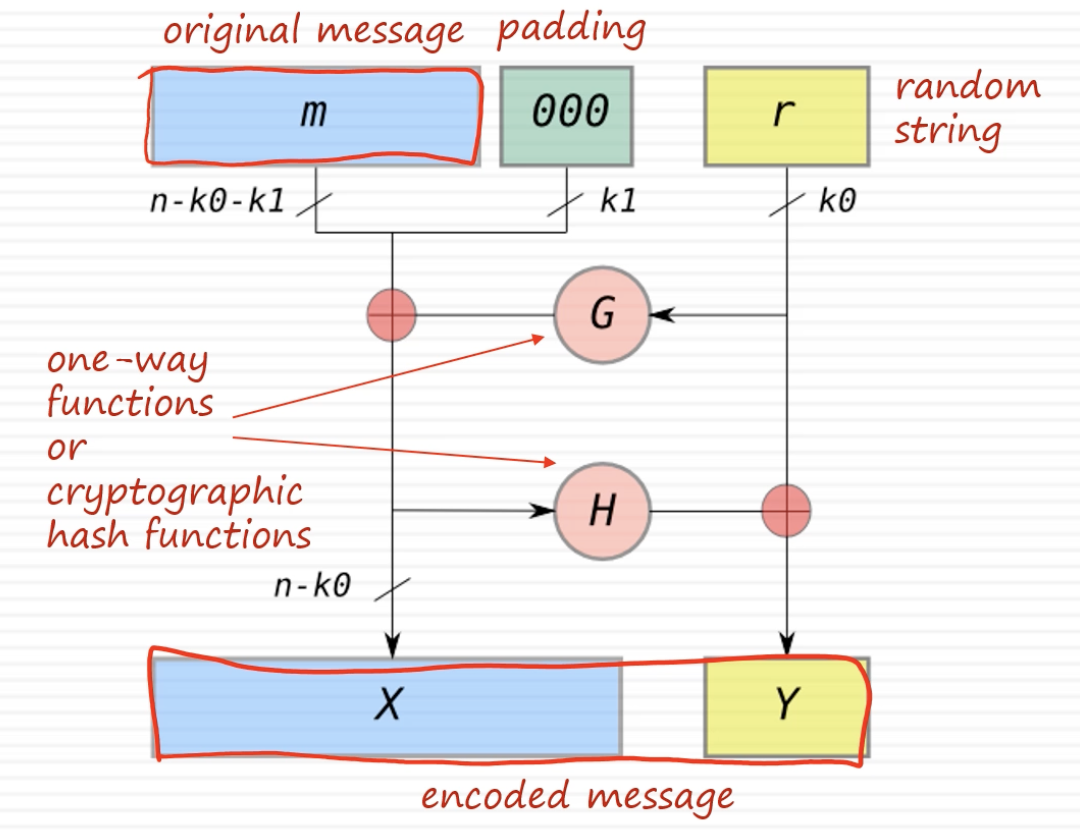 original message padding
m 000 r random
string
n-k0-k1 k1 k0
G
one-way
functions
or
cryptographic
hash functions
H
n-k0
X Y
encoded message